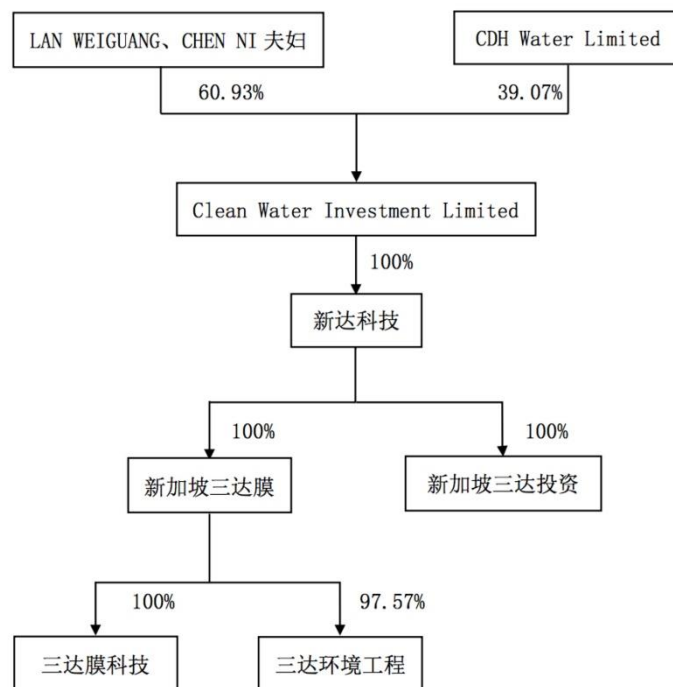 LAN WEIGUANG、CHEN NI 夫妇
CDH Water Limited
60.93%
39.07%
Clean Water Investment Limited
100%
新达科技
100%
100%
新加坡三达膜
新加坡三达投资
100%
97.57%
三达膜科技
三达环境工程